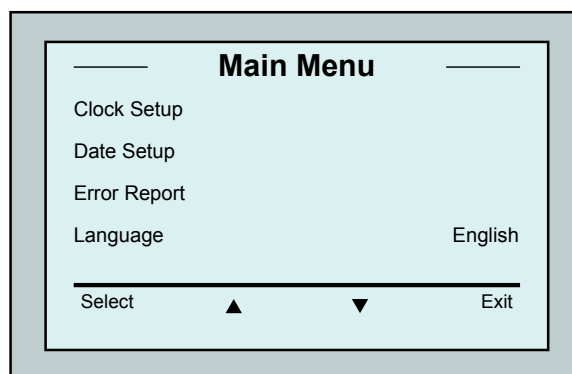 Main Menu
Clock Setup
Date Setup
Error Report
Language English
Select ▲ ▼ Exit